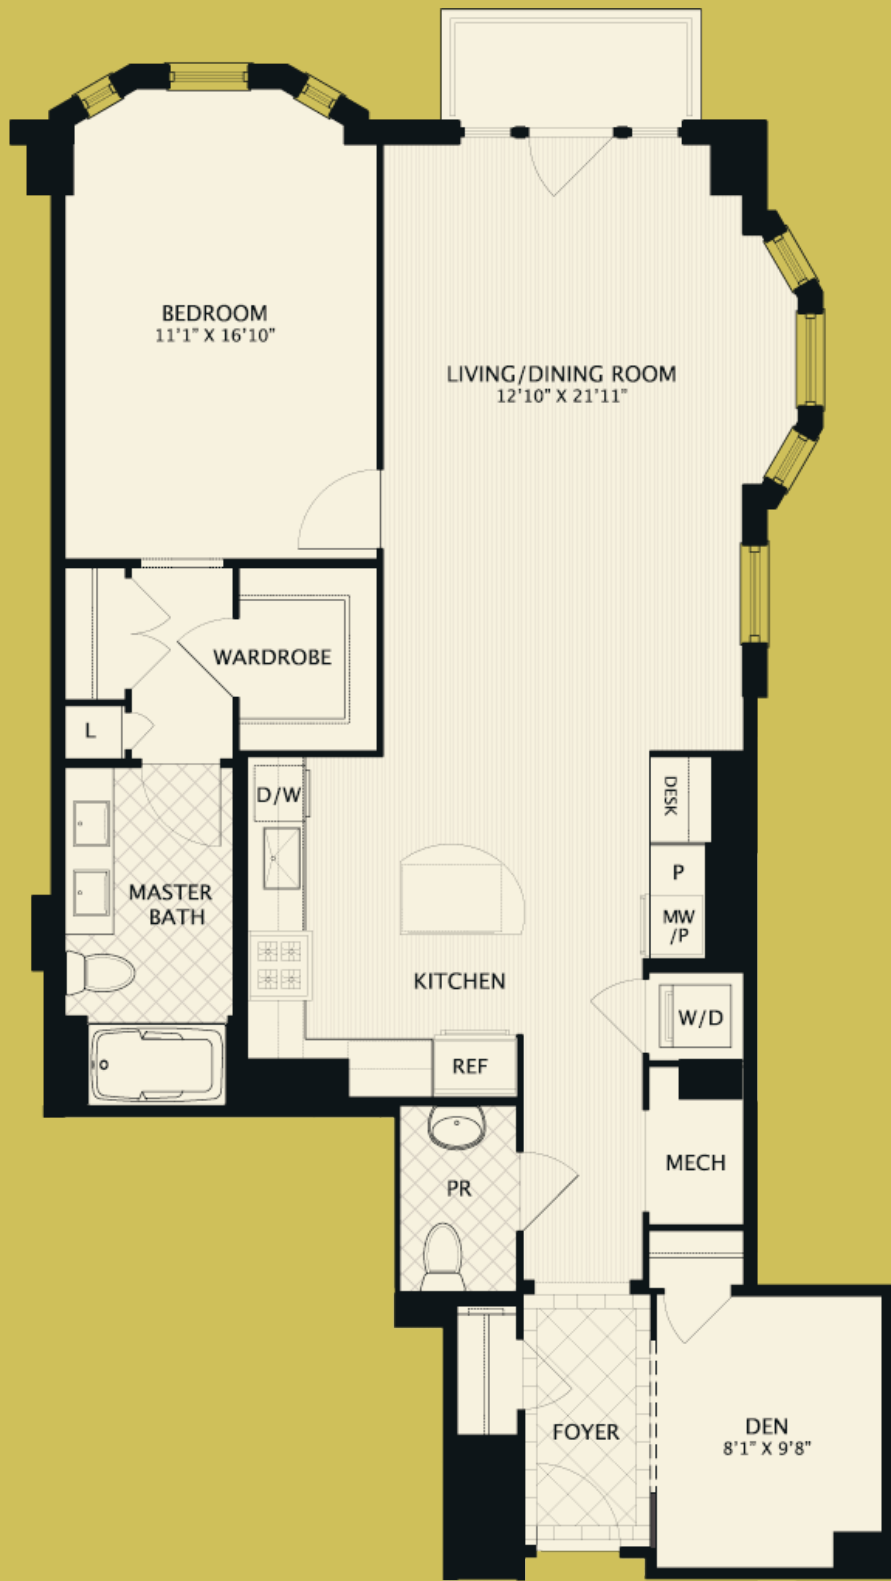 BEDROOM
11'1" X 16'10"
LIVING/DINING ROOM
12'10" X 21'11"
WARDROBE
L
D/W
DESK
P
MW
/P
MASTER
BATH
KITCHEN
W/D
REF
MECH
PR
FOYER
DEN
8'1" X 9'8"